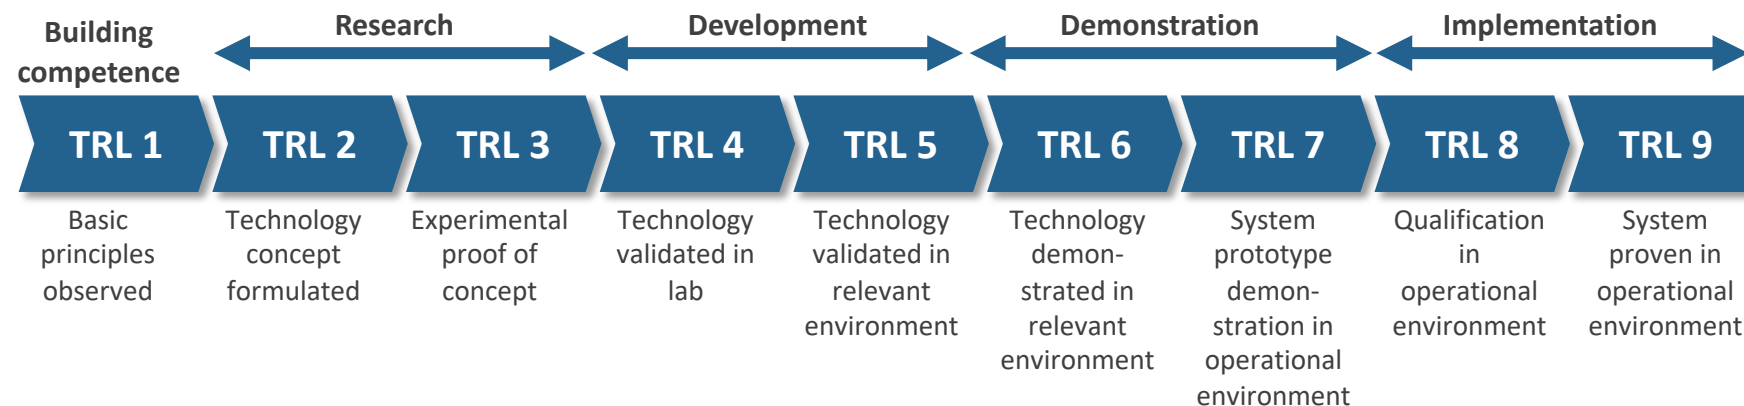 Building
competence
Research
Development
Demonstration
Implementation
TRL 1
TRL 2
TRL 3
TRL 4
TRL 5
TRL 6
TRL 7
TRL 8
TRL 9
Basic
principles
observed
Technology
concept
formulated
Experimental
proof of
concept
Technology
validated in
lab
Technology
validated in
relevant
environment
Technology
demon-
strated in
relevant
environment
System
prototype
demon-
stration in
operational
environment
Qualification
in
operational
environment
System
proven in
operational
environment